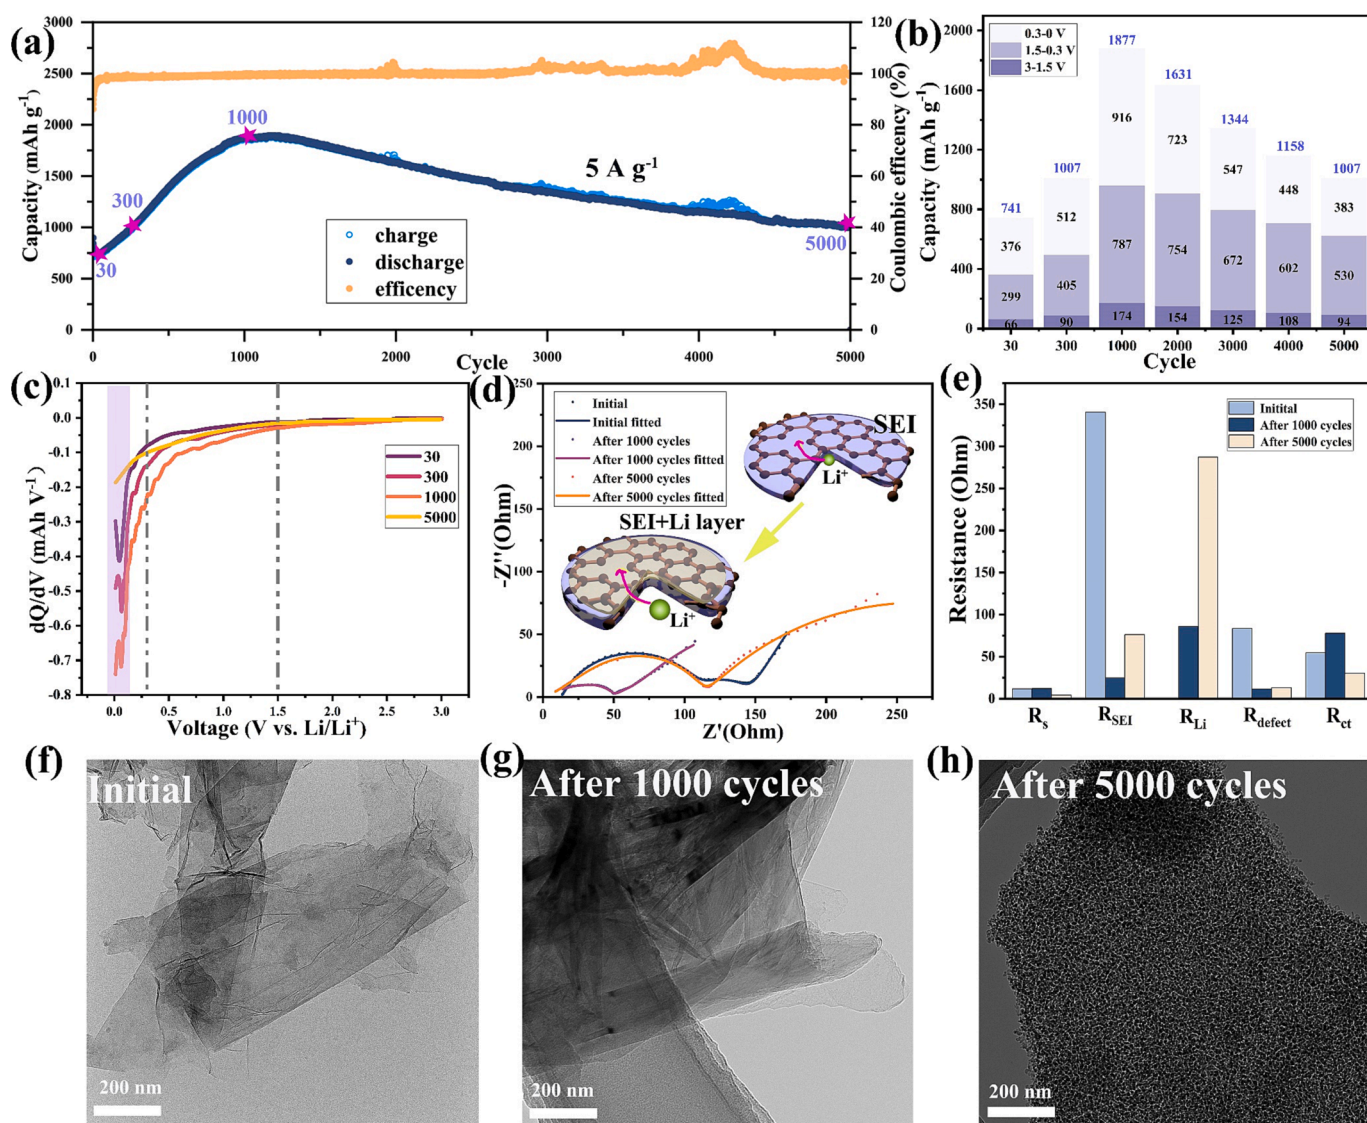 (a)
3000
2500
2000
1500
1000
500
0
Capacity (mAh g-1)
120
100
80
60
40
20
0
Coulombic efficency (%)
1000
300
30
5000
5 A g-1
charge
discharge
efficency
0 1000 2000 3000 4000 5000
Cycle
(b)
0.3-0 V
1.5-0.3 V
3-1.5 V
2000
1600
1200
800
400
0
Capacity (mAh g-1)
741
376
299
66
1007
512
405
90
1877
916
787
174
1631
723
754
154
1344
547
672
125
1158
448
602
108
1007
383
530
94
30 300 1000 2000 3000 4000 5000
Cycle
(c)
0.1
0.0
-0.1
-0.2
-0.3
-0.4
-0.5
-0.6
-0.7
-0.8
dQ/dV (mAh V-1)
30
300
1000
5000
0.0 0.5 1.0 1.5 2.0 2.5 3.0
Voltage (V vs. Li/Li+)
(d)
250
200
150
100
50
0
-Z''(Ohm)
Initial
Initial fitted
After 1000 cycles
After 1000 cycles fitted
After 5000 cycles
After 5000 cycles fitted
SEI
Li+
SEI+Li layer
Li+
0 50 100 150 200 250
Z'(Ohm)
(e)
350
300
250
200
150
100
50
0
Resistance (Ohm)
Initital
After 1000 cycles
After 5000 cycles
Rs RSEI RLi Rdefect Rct
(f)
Initial
200 nm
(g)
After 1000 cycles
200 nm
(h)
After 5000 cycles
200 nm